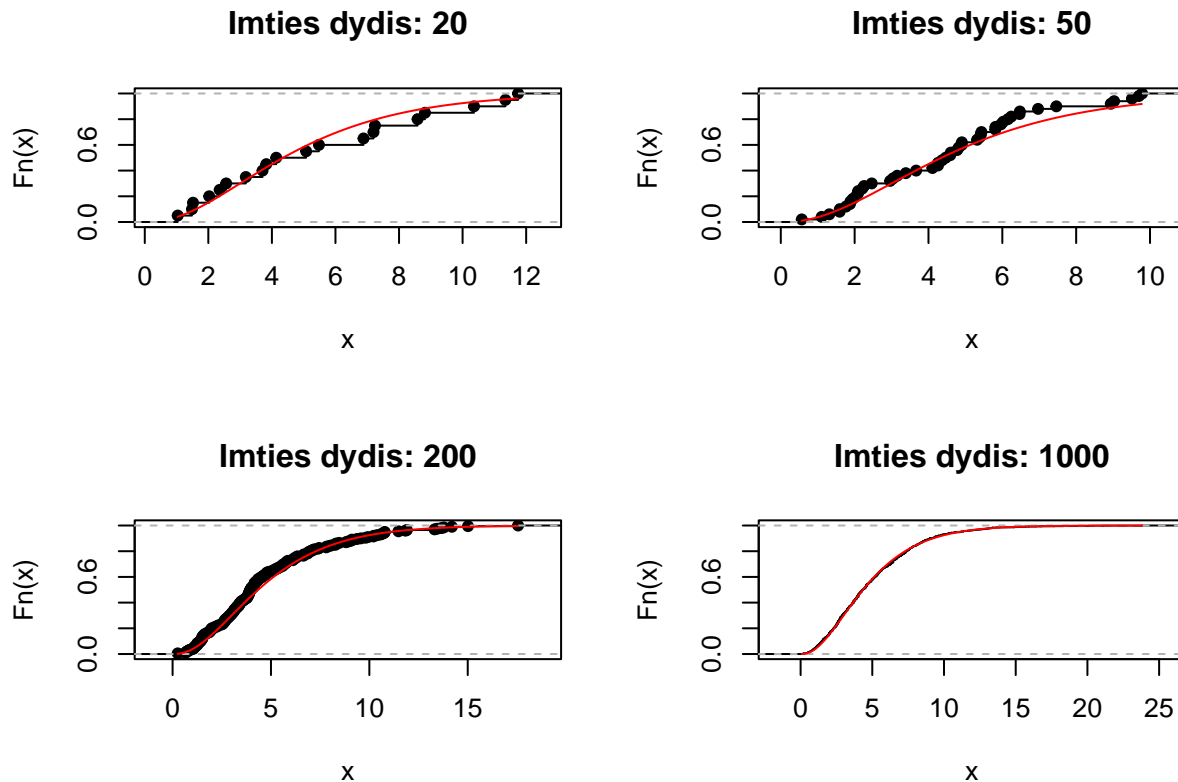 Imties dydis: 20
Fn(x)
0.0 0.6
0 2 4 6 8 10 12
x
Imties dydis: 50
Fn(x)
0.0 0.6
0 2 4 6 8 10
x
Imties dydis: 200
Fn(x)
0.0 0.6
0 5 10 15
x
Imties dydis: 1000
Fn(x)
0.0 0.6
0 5 10 15 20 25
x